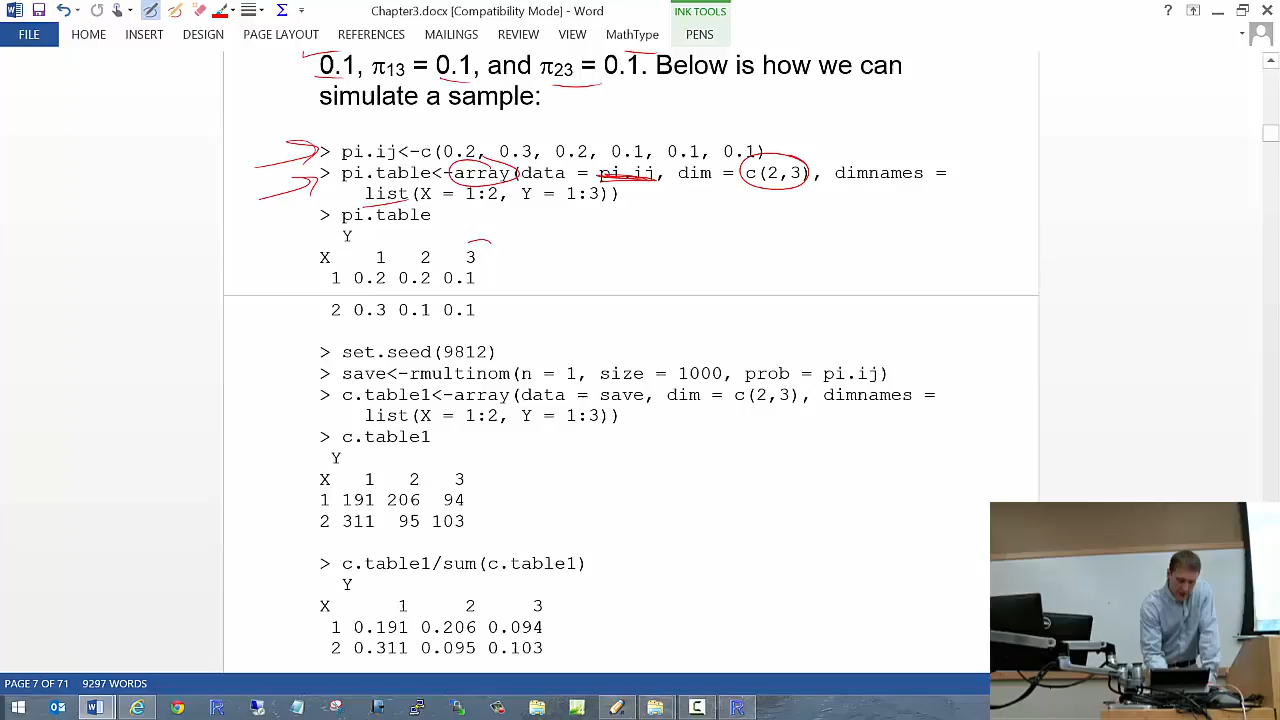 Chapter3.docx [Compatibility Mode] - Word
INK TOOLS
FILE HOME INSERT DESIGN PAGE LAYOUT REFERENCES MAILINGS REVIEW VIEW MathType PENS
0.1, π13 = 0.1, and π23 = 0.1. Below is how we can
simulate a sample:
> pi.ij<-c(0.2, 0.3, 0.2, 0.1, 0.1, 0.1)
> pi.table<-array(data = pi.ij, dim = c(2,3), dimnames =
list(X = 1:2, Y = 1:3))
> pi.table
Y
X 1 2 3
1 0.2 0.2 0.1
2 0.3 0.1 0.1
> set.seed(9812)
> save<-rmultinom(n = 1, size = 1000, prob = pi.ij)
> c.table1<-array(data = save, dim = c(2,3), dimnames =
list(X = 1:2, Y = 1:3))
> c.table1
Y
X 1 2 3
1 191 206 94
2 311 95 103
> c.table1/sum(c.table1)
Y
X 1 2 3
1 0.191 0.206 0.094
2 0.311 0.095 0.103
PAGE 7 OF 71 9297 WORDS